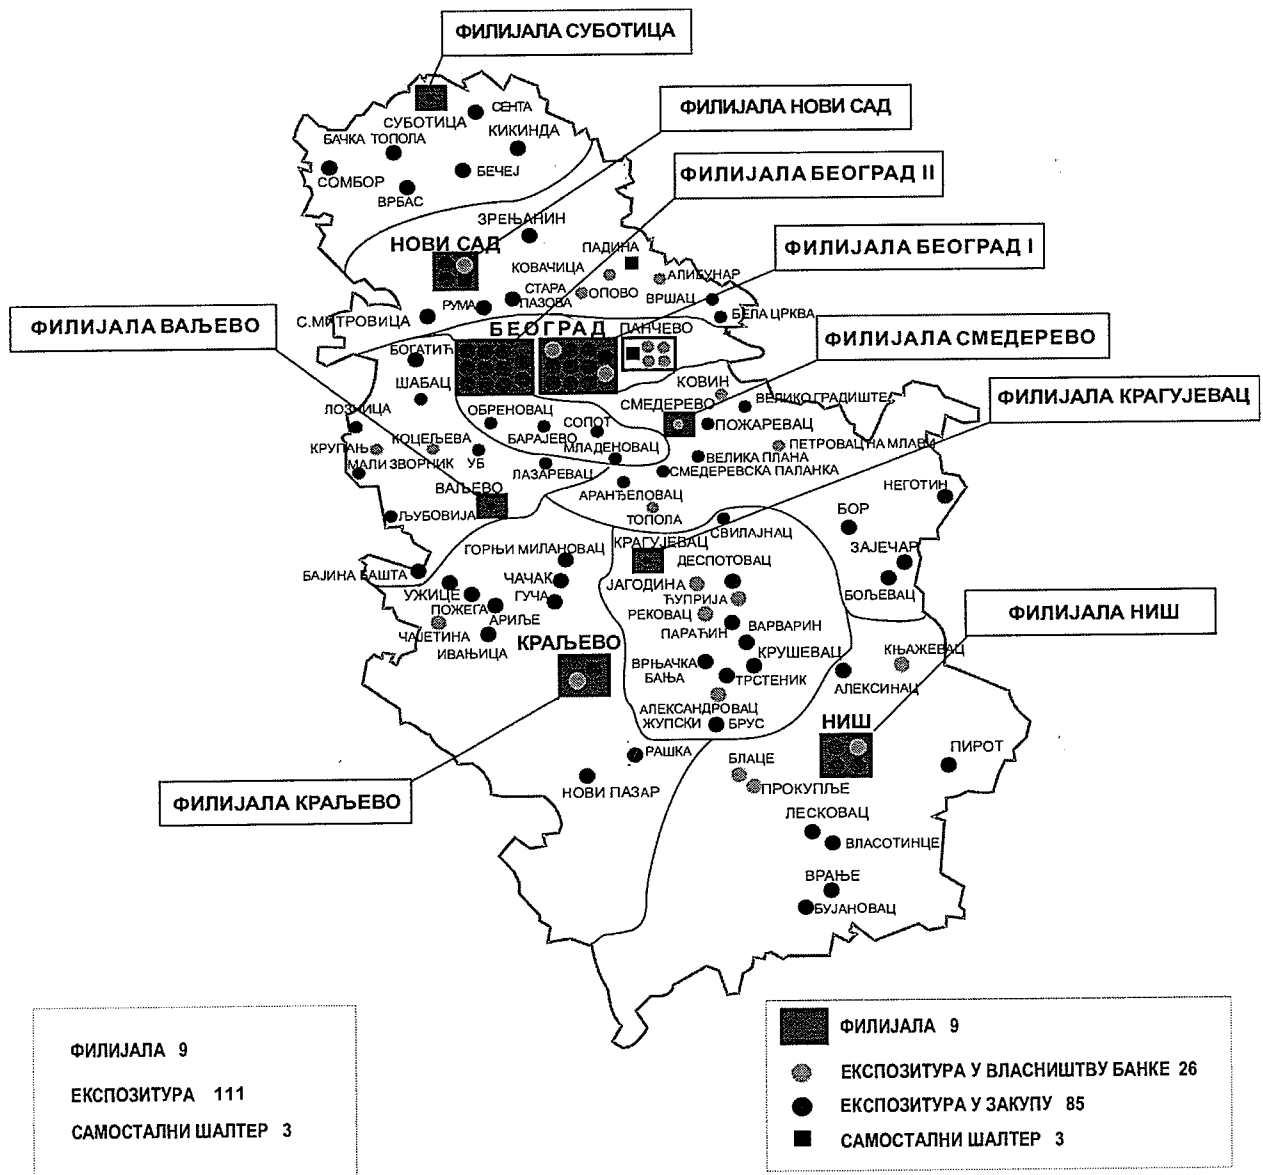 ФИЛИЈАЛА СУБОТИЦА
ФИЛИЈАЛА НОВИ САД
СЕНТА
СУБОТИЦА
КИКИНДА
БАЧКА ТОПОЛА
СОМБОР
БЕЧЕЈ
ВРБАС
ФИЛИЈАЛА БЕОГРАД II
ЗРЕЊАНИН
НОВИ САД
ПАДИНА
ФИЛИЈАЛА БЕОГРАД I
КОВАЧИЦА
АЛИБУНАР
СТАРА
ПАЗОВА
ОПОВО
ВРШАЦ
РУМА
БЕЛА ЦРКВА
С.МИТРОВИЦА
ФИЛИЈАЛА ВАЉЕВО
БЕОГРАД
ПАНЧЕВО
ФИЛИЈАЛА СМЕДЕРЕВО
БОГАТИЋ
ШАБАЦ
КОВИН
ФИЛИЈАЛА КРАГУЈЕВАЦ
ВЕЛИКО ГРАДИШТЕ
СМЕДЕРЕВО
ЛОЗНИЦА
ОБРЕНОВАЦ
СОПОТ
ПОЖАРЕВАЦ
КРУПАЊ
КОЦЕЉЕВА
БАРАЈЕВО
МЛАДЕНОВАЦ
ПЕТРОВАЦ НА МЛАВИ
МАЛИ ЗВОРНИК
УБ
ВЕЛИКА ПЛАНА
ЛАЗАРЕВАЦ
СМЕДЕРЕВСКА ПАЛАНКА
ВАЉЕВО
АРАНЂЕЛОВАЦ
НЕГОТИН
ЉУБОВИЈА
ТОПОЛА
БОР
СВИЛАЈНАЦ
КРАГУЈЕВАЦ
ЗАЈЕЧАР
ГОРЊИ МИЛАНОВАЦ
ДЕСПОТОВАЦ
БАЈИНА БАШТА
ЧАЧАК
ЈАГОДИНА
БОЉЕВАЦ
УЖИЦЕ
ГУЧА
ЋУПРИЈА
ПОЖЕГА
РЕКОВАЦ
ФИЛИЈАЛА НИШ
АРИЉЕ
ПАРАЋИН
ВАРВАРИН
ЧАЈЕТИНА
ИВАЊИЦА
КРАЉЕВО
КРУШЕВАЦ
КЊАЖЕВАЦ
ВРЊАЧКА
БАЊА
ТРСТЕНИК
АЛЕКСИНАЦ
АЛЕКСАНДРОВАЦ
ЖУПСКИ
БРУС
НИШ
РАШКА
БЛАЦЕ
ПИРОТ
НОВИ ПАЗАР
ПРОКУПЉЕ
ФИЛИЈАЛА КРАЉЕВО
ЛЕСКОВАЦ
ВЛАСОТИНЦЕ
ВРАЊЕ
БУЈАНОВАЦ
ФИЛИЈАЛА 9
ЕКСПОЗИТУРА 111
САМОСТАЛНИ ШАЛТЕР 3
ФИЛИЈАЛА 9
ЕКСПОЗИТУРА У ВЛАСНИШТВУ БАНКЕ 26
ЕКСПОЗИТУРА У ЗАКУПУ 85
САМОСТАЛНИ ШАЛТЕР 3